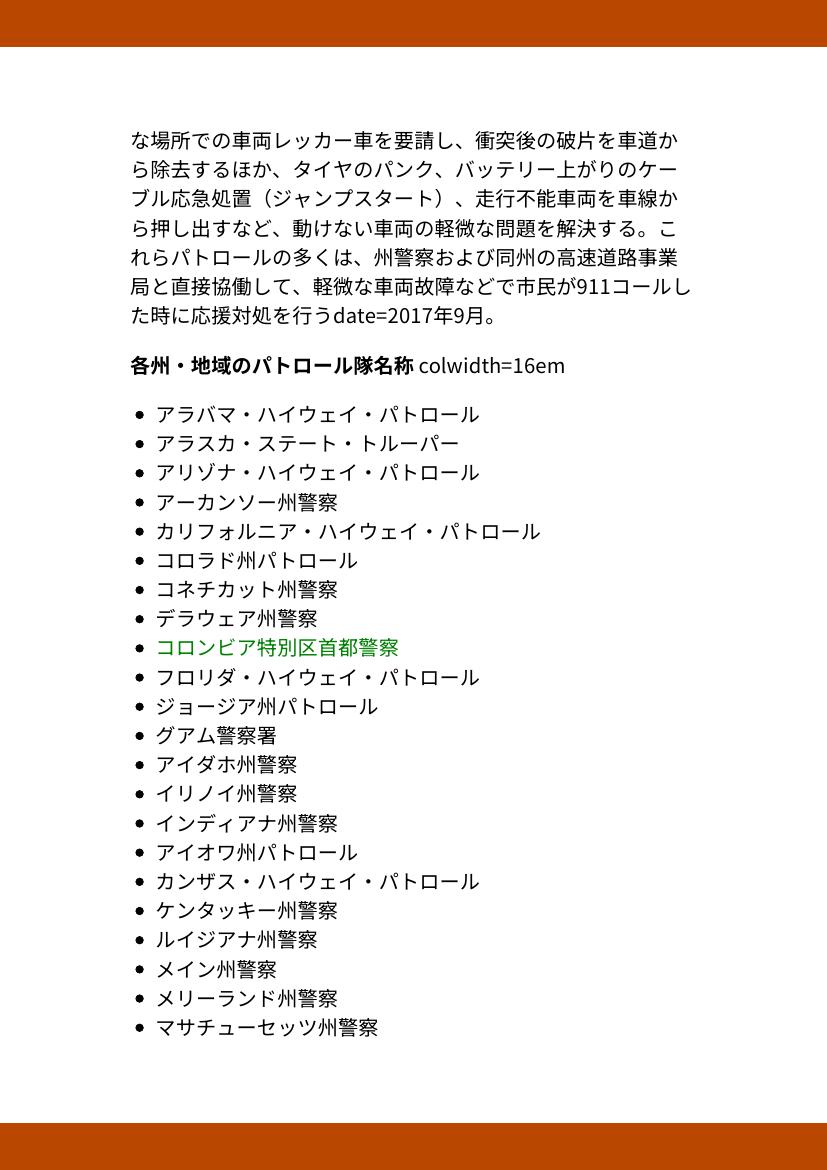 な場所での車両レッカー車を要請し、衝突後の破片を車道か
ら除去するほか、タイヤのパンク、バッテリー上がりのケー
ブル応急処置（ジャンプスタート）、走行不能車両を車線か
ら押し出すなど、動けない車両の軽微な問題を解決する。こ
れらパトロールの多くは、州警察および同州の高速道路事業
局と直接協働して、軽微な車両故障などで市民が911コールし
た時に応援対処を行うdate=2017年9月。
各州・地域のパトロール隊名称 colwidth=16em
• アラバマ・ハイウェイ・パトロール
• アラスカ・ステート・トルーパー
• アリゾナ・ハイウェイ・パトロール
• アーカンソー州警察
• カリフォルニア・ハイウェイ・パトロール
• コロラド州パトロール
• コネチカット州警察
• デラウェア州警察
• コロンビア特別区首都警察
• フロリダ・ハイウェイ・パトロール
• ジョージア州パトロール
• グアム警察署
• アイダホ州警察
• イリノイ州警察
• インディアナ州警察
• アイオワ州パトロール
• カンザス・ハイウェイ・パトロール
• ケンタッキー州警察
• ルイジアナ州警察
• メイン州警察
• メリーランド州警察
• マサチューセッツ州警察